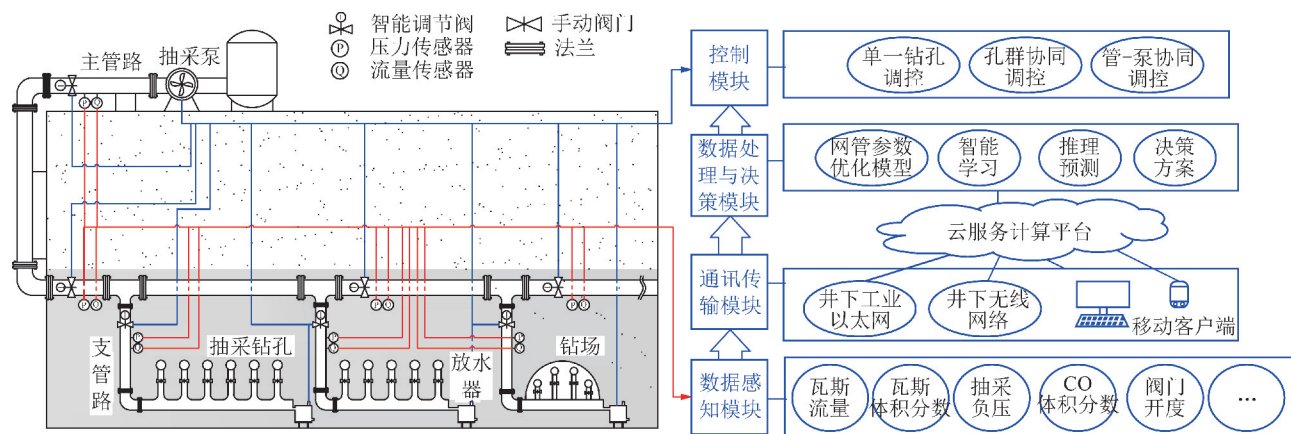 智能调节阀
手动阀门
压力传感器
法兰
流量传感器
P
Q
主管路
抽采泵
P Q
P Q
P Q
P Q
P
Q
P
Q
P
Q
支
管
路
抽采钻孔
放水
器
钻场
控制
模块
单一钻孔
调控
孔群协同
调控
管-泵协同
调控
数据处
理与决
策模块
网管参数
优化模型
智能
学习
推理
预测
决策
方案
云服务计算平台
通讯传
输模块
井下工业
以太网
井下无线
网络
移动客户端
数据感
知模块
瓦斯
流量
瓦斯
体积分数
抽采
负压
CO
体积分数
阀门
开度
…